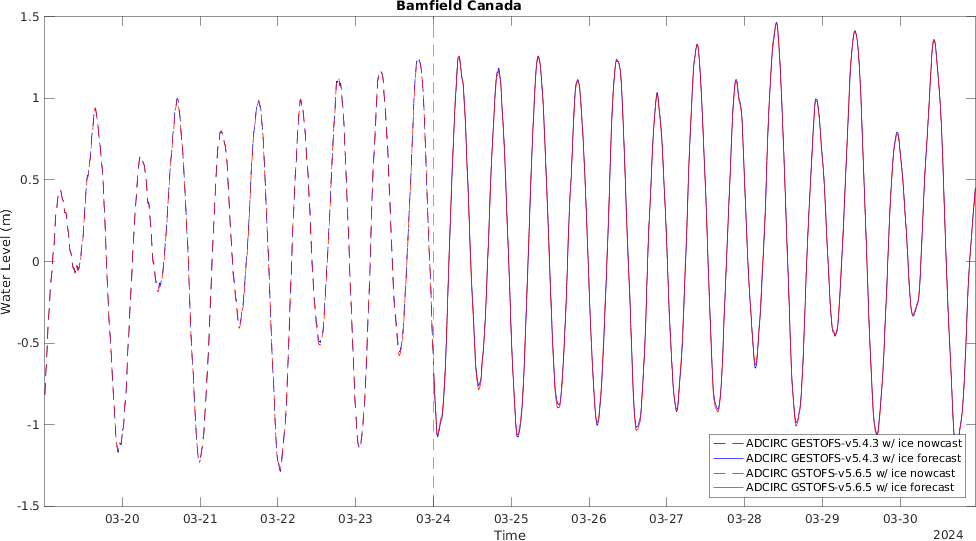 Bamfield Canada
1.5
1
0.5
0
-0.5
-1
-1.5
Water Level (m)
ADCIRC GESTOFS-v5.4.3 w/ ice nowcast
ADCIRC GESTOFS-v5.4.3 w/ ice forecast
ADCIRC GSTOFS-v5.6.5 w/ ice nowcast
ADCIRC GSTOFS-v5.6.5 w/ ice forecast
03-20 03-21 03-22 03-23 03-24 03-25 03-26 03-27 03-28 03-29 03-30
Time
2024